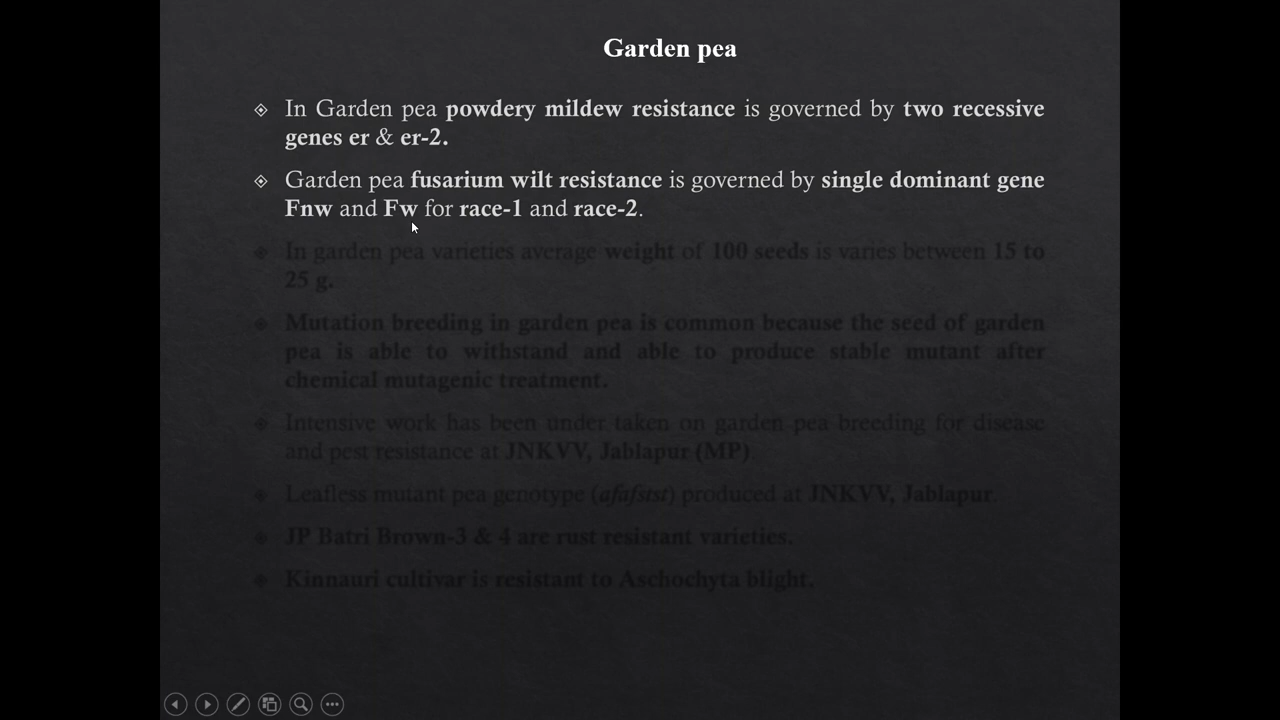 Garden pea
In Garden pea powdery mildew resistance is governed by two recessive
genes er & er-2.
Garden pea fusarium wilt resistance is governed by single dominant gene
Fnw and Fw for race-1 and race-2.
In garden pea varieties average weight of 100 seeds is varies between 15 to
25 g.
Mutation breeding in garden pea is common because the seed of garden
pea is able to withstand and able to produce stable mutant after
chemical mutagenic treatment.
Intensive work has been under taken on garden pea breeding for disease
and pest resistance at JNKVV, Jablapur (MP)
Leafless mutant pea genotype (afafstst) produced at JNKVV, Jablapur.
JP Batri Brown-3 & 4 are rust resistant varieties.
Kinnauri cultivar is resistant to Aschochyta blight.